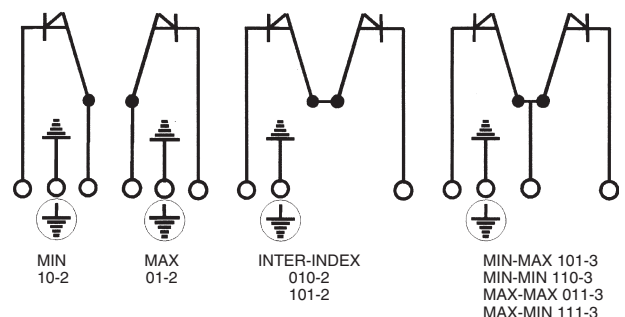 MIN
10-2
MAX
01-2
INTER-INDEX
010-2
101-2
MIN-MAX 101-3
MIN-MIN 110-3
MAX-MAX 011-3
MAX-MIN 111-3